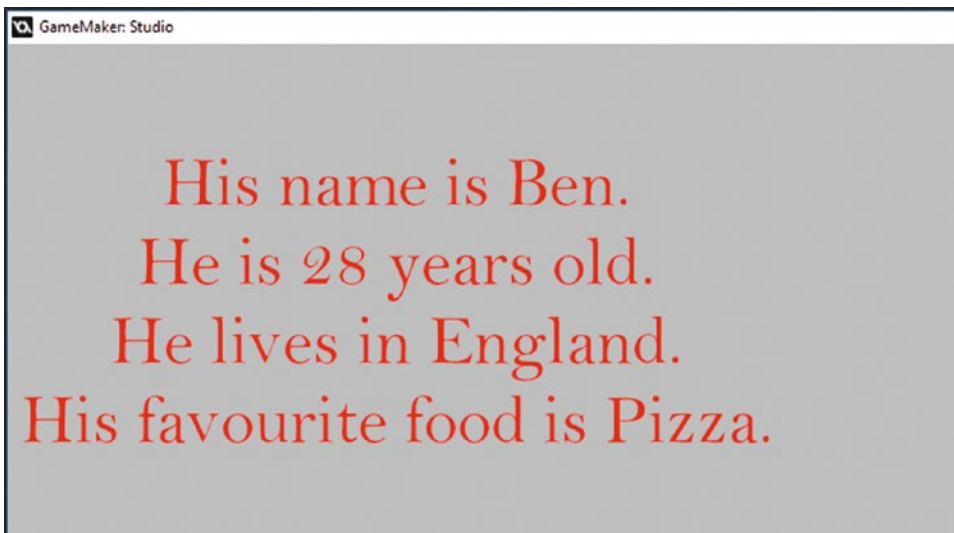 GameMaker: Studio
His name is Ben.
He is 28 years old.
He lives in England.
His favourite food is Pizza.